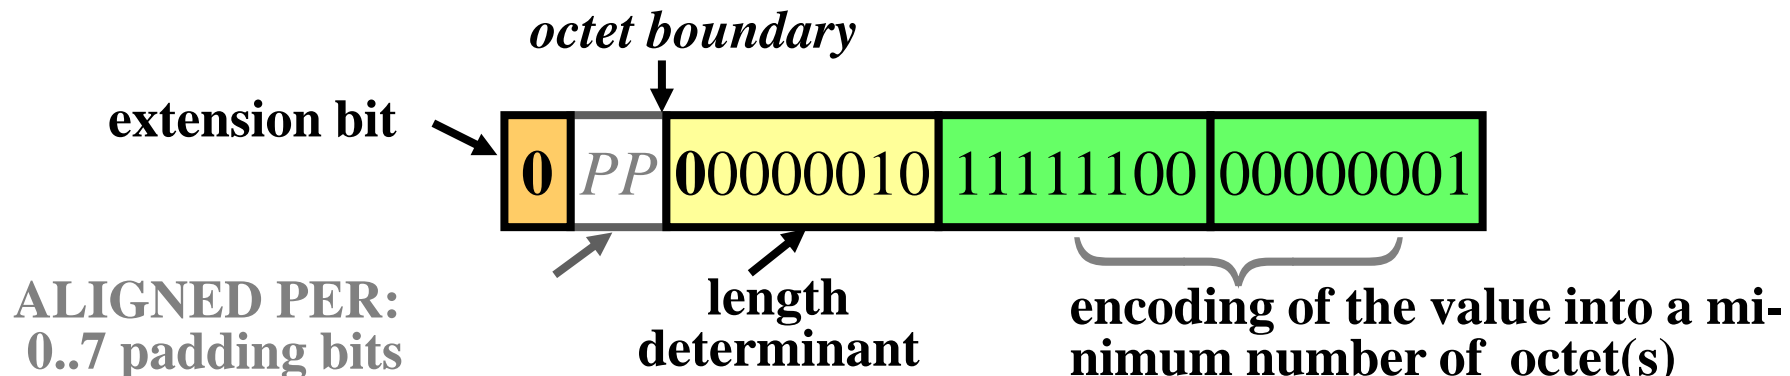 octet boundary
extension bit
0 PP 00000010 11111100 00000001
ALIGNED PER:
0..7 padding bits
length
determinant
encoding of the value into a mi-
nimum number of octet(s)